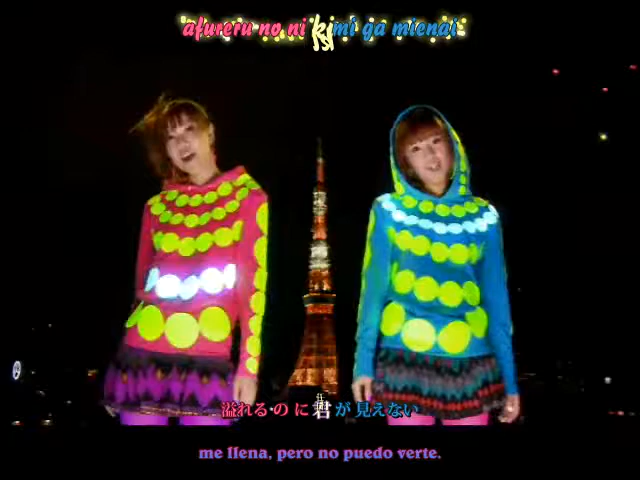 afureru no ni kimi ga mienai
溢れるのに君が見えない
me llena, pero no puedo verte.